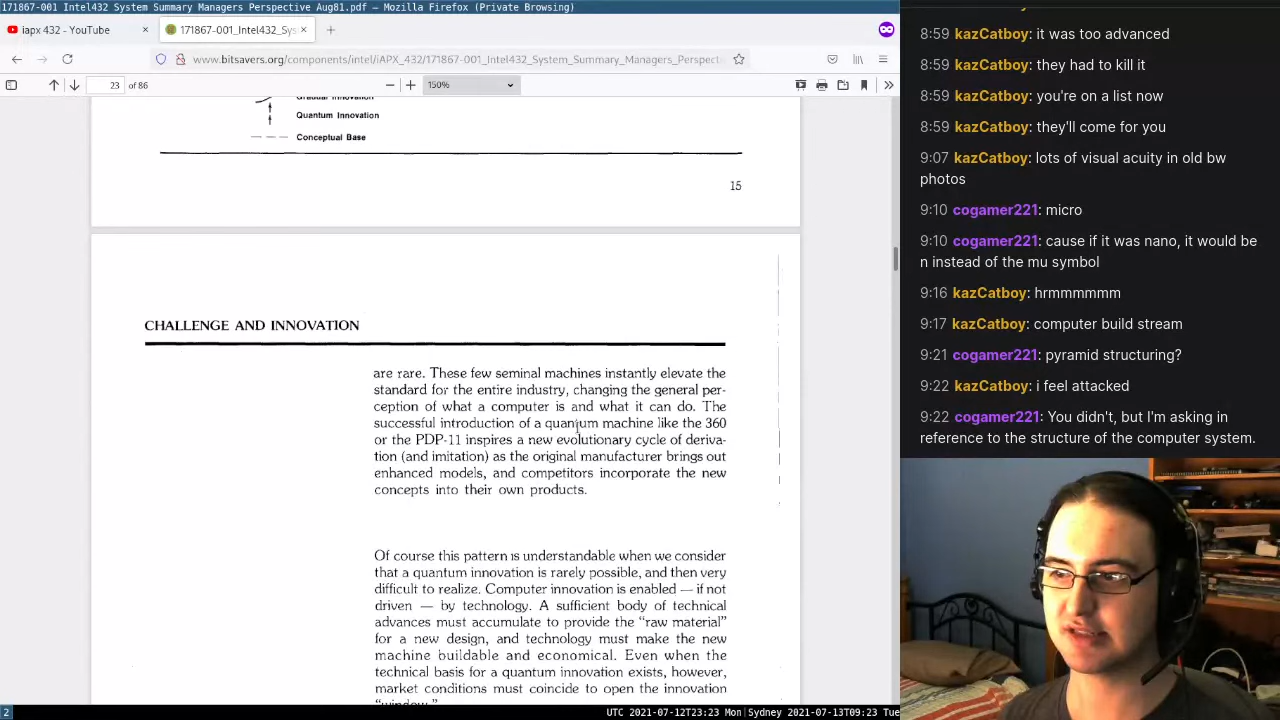 171867-001 Intel432 System Summary Managers Perspective Aug81.pdf — Mozilla Firefox (Private Browsing)
iapx 432 - YouTube
171867-001_Intel432_Sys
www.bitsavers.org/components/intel/iAPX_432/171867-001_Intel432_System_Summary_Managers_Perspecti
23 of 86
150%
Gradual Innovation
Quantum Innovation
Conceptual Base
15
CHALLENGE AND INNOVATION
are rare. These few seminal machines instantly elevate the
standard for the entire industry, changing the general per-
ception of what a computer is and what it can do. The
successful introduction of a quantum machine like the 360
or the PDP-11 inspires a new evolutionary cycle of deriva-
tion (and imitation) as the original manufacturer brings out
enhanced models, and competitors incorporate the new
concepts into their own products.
Of course this pattern is understandable when we consider
that a quantum innovation is rarely possible, and then very
difficult to realize. Computer innovation is enabled — if not
driven — by technology. A sufficient body of technical
advances must accumulate to provide the “raw material”
for a new design, and technology must make the new
machine buildable and economical. Even when the
technical basis for a quantum innovation exists, however,
market conditions must coincide to open the innovation
“window.”
8:59 kazCatboy: it was too advanced
8:59 kazCatboy: they had to kill it
8:59 kazCatboy: you're on a list now
8:59 kazCatboy: they'll come for you
9:07 kazCatboy: lots of visual acuity in old bw
photos
9:10 cogamer221: micro
9:10 cogamer221: cause if it was nano, it would be
n instead of the mu symbol
9:16 kazCatboy: hrmmmmmm
9:17 kazCatboy: computer build stream
9:21 cogamer221: pyramid structuring?
9:22 kazCatboy: i feel attacked
9:22 cogamer221: You didn't, but I'm asking in
reference to the structure of the computer system.
2
UTC 2021-07-12T23:23 Mon|Sydney 2021-07-13T09:23 Tue